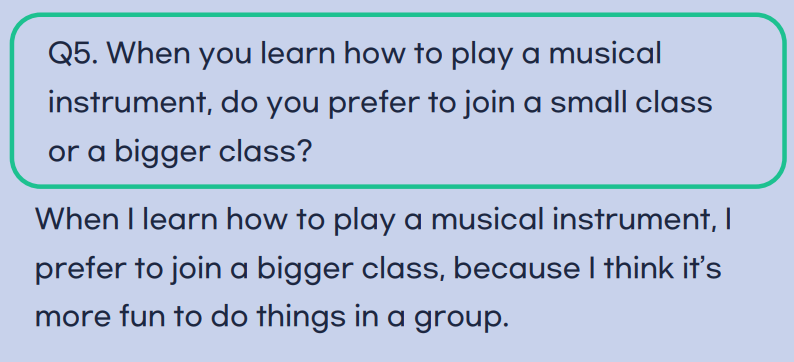 Q5. When you learn how to play a musical
instrument, do you prefer to join a small class
or a bigger class?
When I learn how to play a musical instrument, I
prefer to join a bigger class, because I think it’s
more fun to do things in a group.